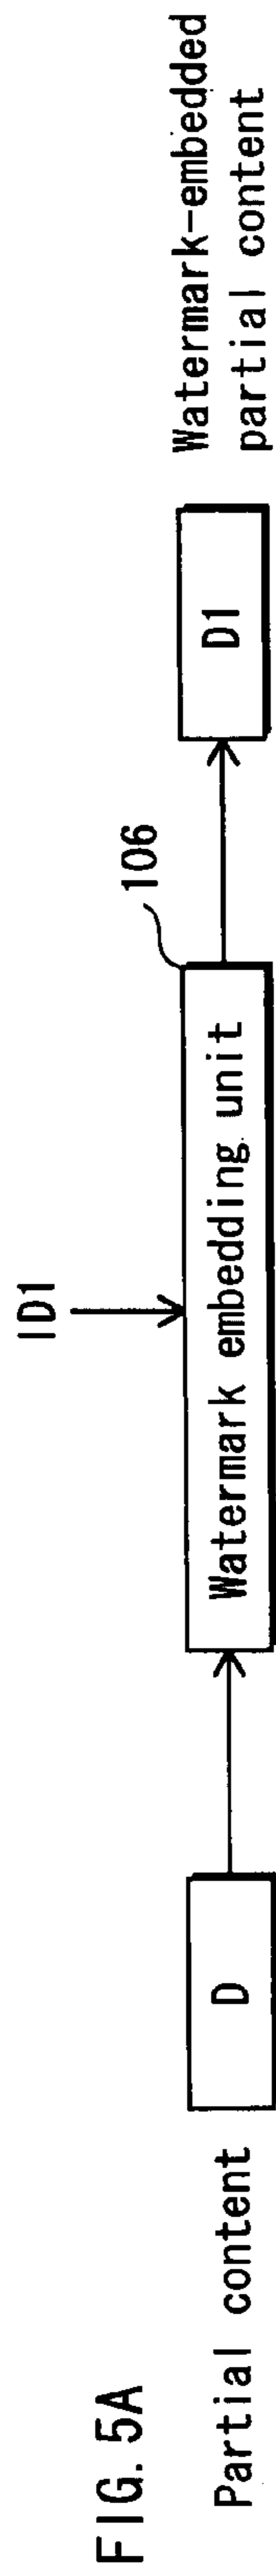 FIG. 5A
ID1
106
Partial content
D
Watermark embedding unit
D1
Watermark-embedded
partial content